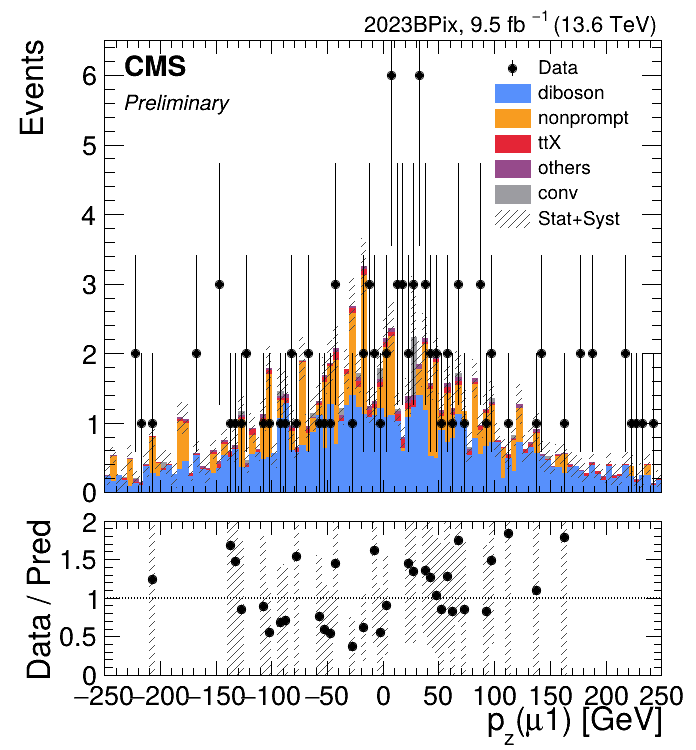 2023BPix, 9.5 fb⁻¹ (13.6 TeV)
CMS
Preliminary
Events
Data
diboson
nonprompt
ttX
others
conv
Stat+Syst
6
5
4
3
2
1
0
Data / Pred
2
1.5
1
0.5
0
−250 −200 −150 −100 −50 0 50 100 150 200 250
p_z(μ1) [GeV]